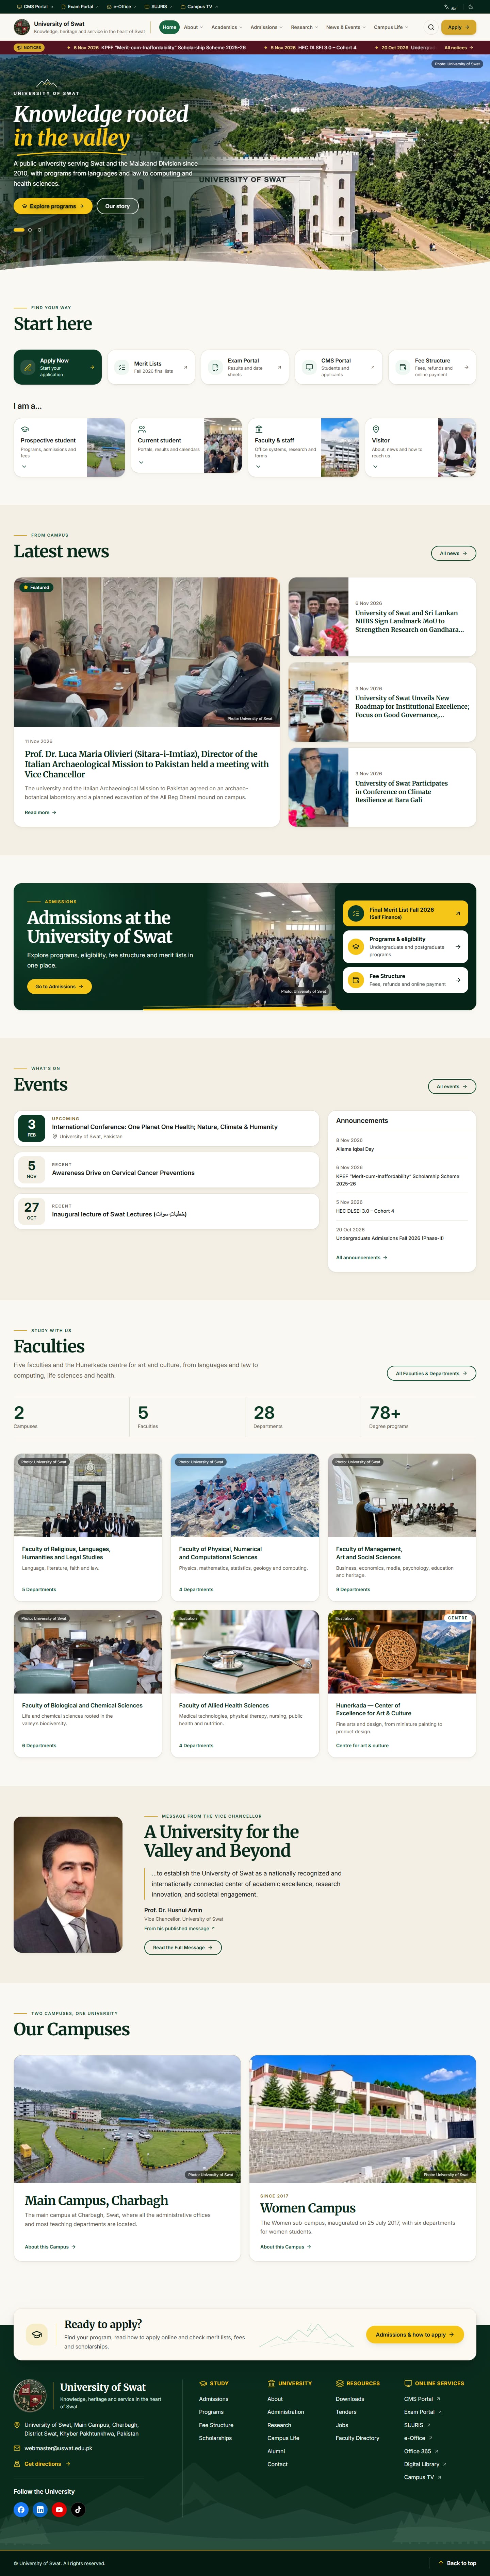 CMS Portal
Exam Portal
e-Office
SUJRIS
Campus TV
اردو
University of Swat
Knowledge, heritage and service in the heart of Swat
Home
About
Academics
Admissions
Research
News & Events
Campus Life
Apply
NOTICES
6 Nov 2026 KPEF "Merit-cum-Inaffordability" Scholarship Scheme 2025-26
5 Nov 2026 HEC DLSEI 3.0 – Cohort 4
20 Oct 2026
All notices
Photo: University of Swat
UNIVERSITY OF SWAT
Knowledge rooted
in the valley
A public university serving Swat and the Malakand Division since
2010, with programs from languages and law to computing and
health sciences.
UNIVERSITY OF SWAT
Explore programs
Our story
FIND YOUR WAY
Start here
Apply Now
Start your
application
Merit Lists
Fall 2026 final lists
Exam Portal
Results and date
sheets
CMS Portal
Students and
applicants
Fee Structure
Fees, refunds and
online payment
I am a...
Prospective student
Programs, admissions and
fees
Current student
Portals, results and calendars
Faculty & staff
Office systems, research and
forms
Visitor
About, news and how to
reach us
FROM CAMPUS
Latest news
All news
Featured
Photo: University of Swat
11 Nov 2026
Prof. Dr. Luca Maria Olivieri (Sitara-i-Imtiaz), Director of the
Italian Archaeological Mission to Pakistan held a meeting with
Vice Chancellor
The university and the Italian Archaeological Mission to Pakistan agreed on an archaeo-
botanical laboratory and a planned excavation of the Ali Beg Dherai mound on campus.
Read more
6 Nov 2026
University of Swat and Sri Lankan
NIIBS Sign Landmark MoU to
Strengthen Research on Gandhara...
3 Nov 2026
University of Swat Unveils New
Roadmap for Institutional Excellence;
Focus on Good Governance,...
3 Nov 2026
University of Swat Participates
in Conference on Climate
Resilience at Bara Gali
ADMISSIONS
Admissions at the
University of Swat
Explore programs, eligibility, fee structure and merit lists in
one place.
Go to Admissions
Photo: University of Swat
Final Merit List Fall 2026
(Self Finance)
Programs & eligibility
Undergraduate and postgraduate
programs
Fee Structure
Fees, refunds and online payment
WHAT'S ON
Events
All events
3
FEB
UPCOMING
International Conference: One Planet One Health; Nature, Climate & Humanity
University of Swat, Pakistan
5
NOV
RECENT
Awareness Drive on Cervical Cancer Preventions
27
OCT
RECENT
Inaugural lecture of Swat Lectures (خطباتِ سوات)
Announcements
8 Nov 2026
Allama Iqbal Day
6 Nov 2026
KPEF "Merit-cum-Inaffordability" Scholarship Scheme
2025-26
5 Nov 2026
HEC DLSEI 3.0 – Cohort 4
20 Oct 2026
Undergraduate Admissions Fall 2026 (Phase-II)
All announcements
STUDY WITH US
Faculties
Five faculties and the Hunerkada centre for art and culture, from languages and law to
computing, life sciences and health.
All Faculties & Departments
2
Campuses
5
Faculties
28
Departments
78+
Degree programs
Photo: University of Swat
Faculty of Religious, Languages,
Humanities and Legal Studies
Language, literature, faith and law.
5 Departments
Photo: University of Swat
Faculty of Physical, Numerical
and Computational Sciences
Physics, mathematics, statistics, geology and computing.
4 Departments
Photo: University of Swat
Faculty of Management,
Art and Social Sciences
Business, economics, media, psychology, education
and heritage.
9 Departments
Photo: University of Swat
Faculty of Biological and Chemical Sciences
Life and chemical sciences rooted in the
valley's biodiversity.
6 Departments
Illustration
Faculty of Allied Health Sciences
Medical technologies, physical therapy, nursing, public
health and nutrition.
4 Departments
Illustration
CENTRE
Hunerkada — Center of
Excellence for Art & Culture
Fine arts and design, from miniature painting to
product design.
Centre for art & culture
MESSAGE FROM THE VICE CHANCELLOR
A University for the
Valley and Beyond
...to establish the University of Swat as a nationally recognized and
internationally connected center of academic excellence, research
innovation, and societal engagement.
Prof. Dr. Husnul Amin
Vice Chancellor, University of Swat
From his published message
Read the Full Message
TWO CAMPUSES, ONE UNIVERSITY
Our Campuses
Photo: University of Swat
Main Campus, Charbagh
The main campus at Charbagh, Swat, where all the administrative offices
and most teaching departments are located.
About this Campus
Photo: University of Swat
SINCE 2017
Women Campus
The Women Sub-campus, inaugurated on 25 July 2017, with six departments
for women students.
About this Campus
Ready to apply?
Find your program, read how to apply online and check merit lists, fees
and scholarships.
Admissions & how to apply
University of Swat
Knowledge, heritage and service in the heart
of Swat
University of Swat, Main Campus, Charbagh,
District Swat, Khyber Pakhtunkhwa, Pakistan
webmaster@uswat.edu.pk
Get directions
Follow the University
STUDY
Admissions
Programs
Fee Structure
Scholarships
UNIVERSITY
About
Administration
Research
Campus Life
Alumni
Contact
RESOURCES
Downloads
Tenders
Jobs
Faculty Directory
ONLINE SERVICES
CMS Portal
Exam Portal
SUJRIS
e-Office
Office 365
Digital Library
Campus TV
© University of Swat. All rights reserved.
Back to top